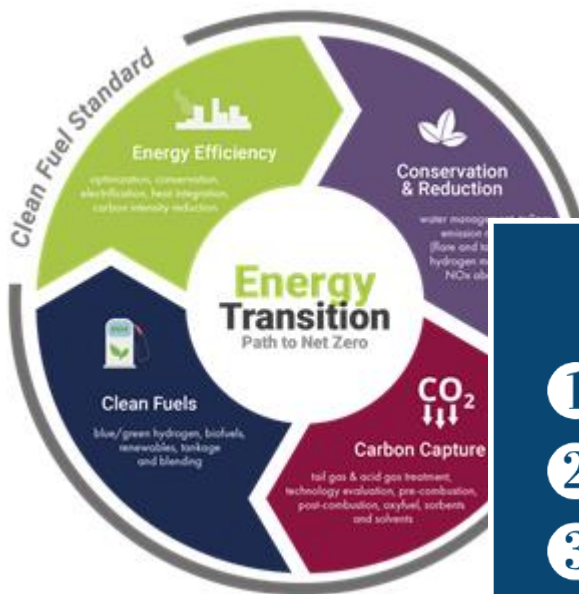 Clean Fuel Standard
Energy Efficiency
optimization, conservation,
electrification, heat integration,
carbon intensity reduction
Conservation
& Reduction
water management
emission
(flare and
hydrogen
NOx
Energy
Transition
Path to Net Zero
Clean Fuels
blue/green hydrogen, biofuels,
renewables, tankage
and blending
CO₂
Carbon Capture
tail gas & acid gas treatment,
technology evaluation, pre-combustion,
post-combustion, oxyfuel, sorbents
and solvents
1
2
3